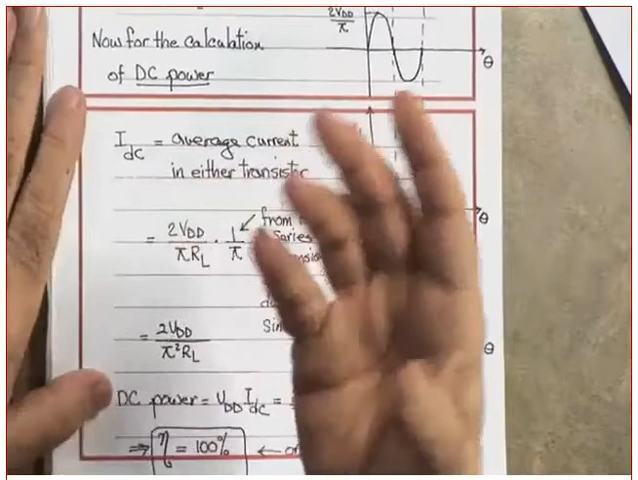 2VDD/π
Now for the calculation
θ
of DC power
Idc = average current
in either transistor
θ
= 2VDD/πRL · 1/π from
Series
= 2VDD/π²RL
θ
DC power = VDD Idc =
⇒ η = 100% ←